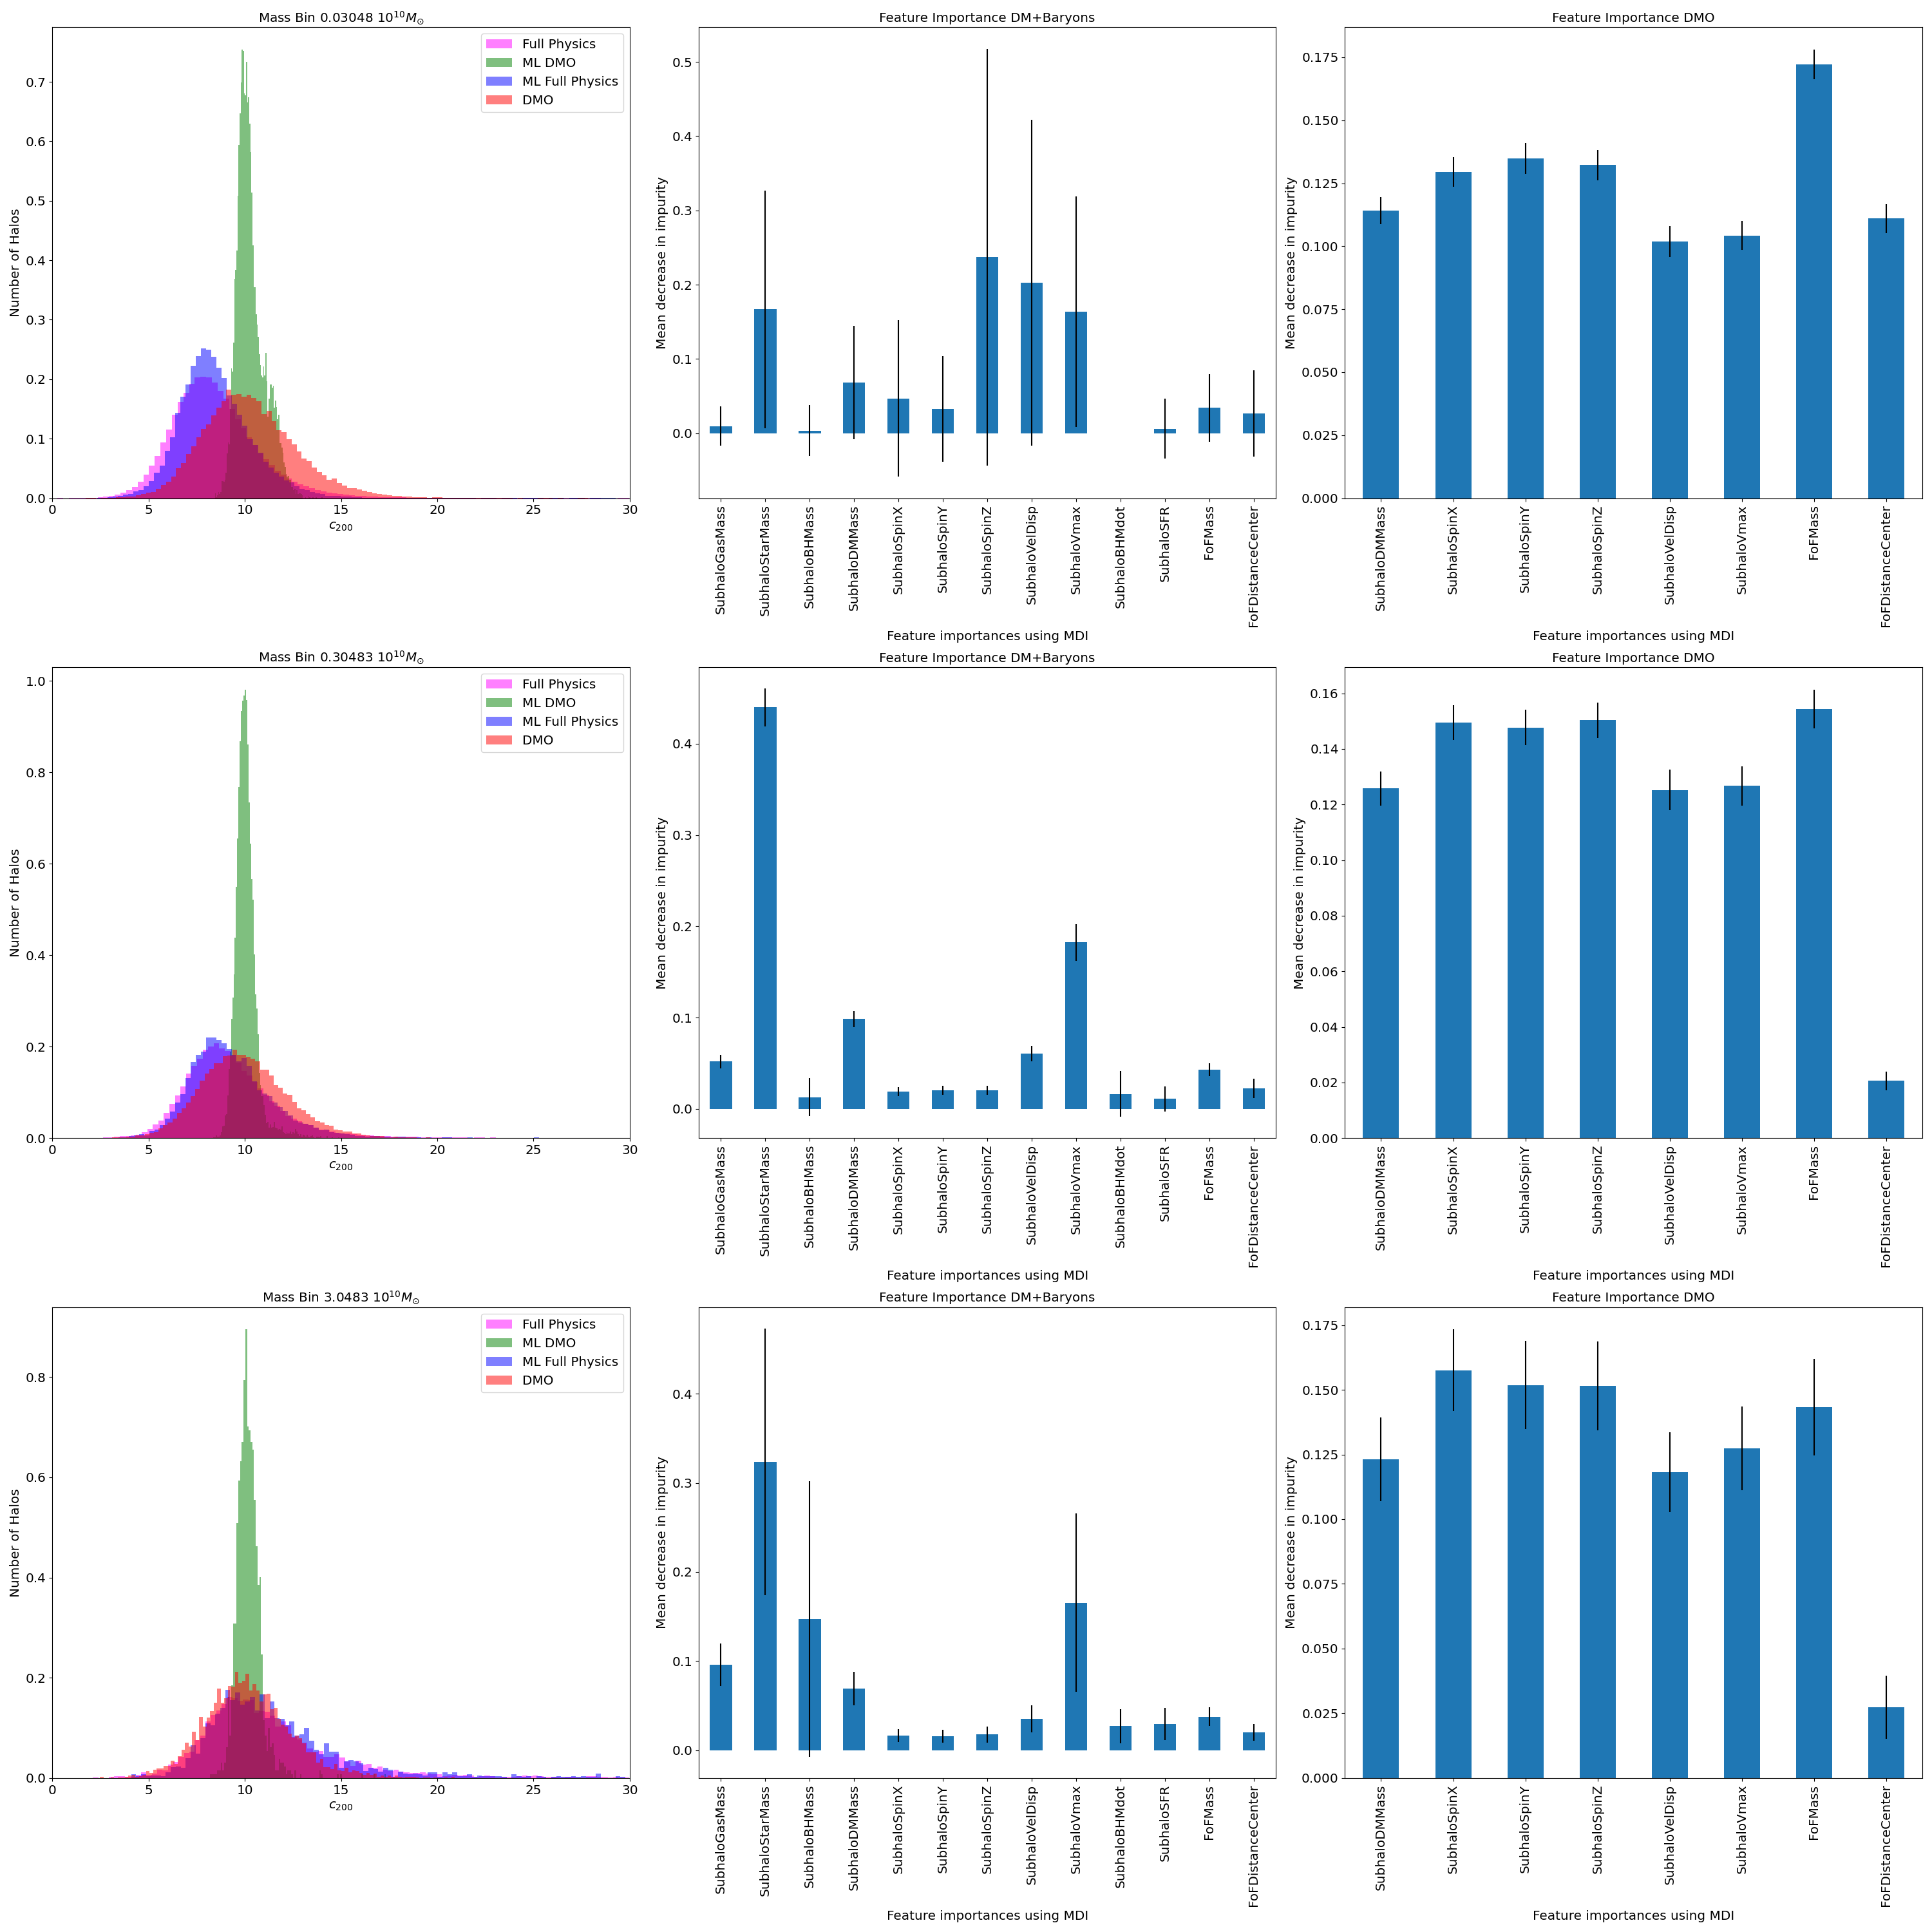 Mass Bin 0.03048 10^10 M⊙
Number of Halos
0.7
0.6
0.5
0.4
0.3
0.2
0.1
0.0
Full Physics
ML DMO
ML Full Physics
DMO
0 5 10 15 20 25 30
c200
Feature Importance DM+Baryons
Mean decrease in impurity
0.5
0.4
0.3
0.2
0.1
0.0
SubhaloGasMass
SubhaloStarMass
SubhaloBHMass
SubhaloDMMass
SubhaloSpinX
SubhaloSpinY
SubhaloSpinZ
SubhaloVelDisp
SubhaloVmax
SubhaloBHMdot
SubhaloSFR
FoFMass
FoFDistanceCenter
Feature importances using MDI
Feature Importance DMO
Mean decrease in impurity
0.175
0.150
0.125
0.100
0.075
0.050
0.025
0.000
SubhaloDMMass
SubhaloSpinX
SubhaloSpinY
SubhaloSpinZ
SubhaloVelDisp
SubhaloVmax
FoFMass
FoFDistanceCenter
Feature importances using MDI
Mass Bin 0.30483 10^10 M⊙
Number of Halos
1.0
0.8
0.6
0.4
0.2
0.0
Full Physics
ML DMO
ML Full Physics
DMO
0 5 10 15 20 25 30
c200
Feature Importance DM+Baryons
Mean decrease in impurity
0.4
0.3
0.2
0.1
0.0
SubhaloGasMass
SubhaloStarMass
SubhaloBHMass
SubhaloDMMass
SubhaloSpinX
SubhaloSpinY
SubhaloSpinZ
SubhaloVelDisp
SubhaloVmax
SubhaloBHMdot
SubhaloSFR
FoFMass
FoFDistanceCenter
Feature importances using MDI
Feature Importance DMO
Mean decrease in impurity
0.16
0.14
0.12
0.10
0.08
0.06
0.04
0.02
0.00
SubhaloDMMass
SubhaloSpinX
SubhaloSpinY
SubhaloSpinZ
SubhaloVelDisp
SubhaloVmax
FoFMass
FoFDistanceCenter
Feature importances using MDI
Mass Bin 3.0483 10^10 M⊙
Number of Halos
0.8
0.6
0.4
0.2
0.0
Full Physics
ML DMO
ML Full Physics
DMO
0 5 10 15 20 25 30
c200
Feature Importance DM+Baryons
Mean decrease in impurity
0.4
0.3
0.2
0.1
0.0
SubhaloGasMass
SubhaloStarMass
SubhaloBHMass
SubhaloDMMass
SubhaloSpinX
SubhaloSpinY
SubhaloSpinZ
SubhaloVelDisp
SubhaloVmax
SubhaloBHMdot
SubhaloSFR
FoFMass
FoFDistanceCenter
Feature importances using MDI
Feature Importance DMO
Mean decrease in impurity
0.175
0.150
0.125
0.100
0.075
0.050
0.025
0.000
SubhaloDMMass
SubhaloSpinX
SubhaloSpinY
SubhaloSpinZ
SubhaloVelDisp
SubhaloVmax
FoFMass
FoFDistanceCenter
Feature importances using MDI